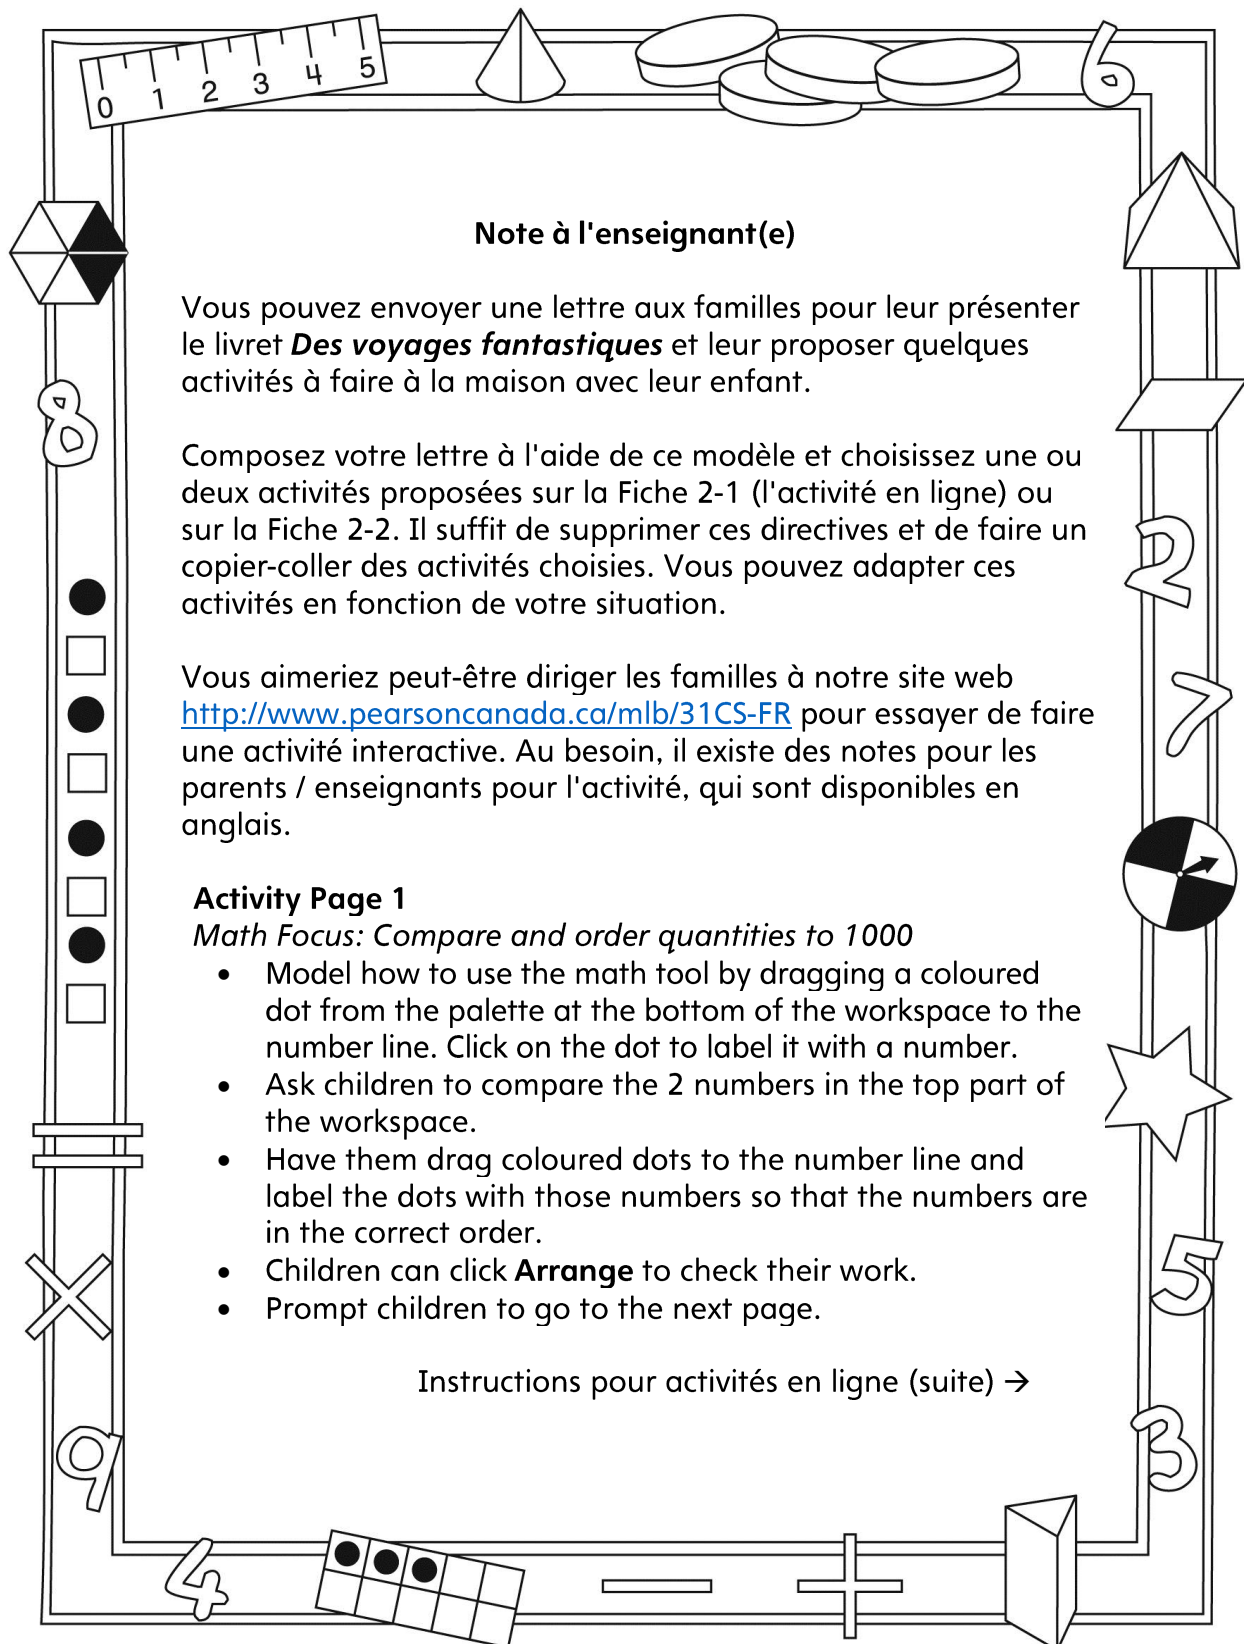 0 1 2 3 4 5
6
Note à l'enseignant(e)
Vous pouvez envoyer une lettre aux familles pour leur présenter
le livret Des voyages fantastiques et leur proposer quelques
activités à faire à la maison avec leur enfant.
8
Composez votre lettre à l'aide de ce modèle et choisissez une ou
deux activités proposées sur la Fiche 2-1 (l'activité en ligne) ou
sur la Fiche 2-2. Il suffit de supprimer ces directives et de faire un
copier-coller des activités choisies. Vous pouvez adapter ces
activités en fonction de votre situation.
2
Vous aimeriez peut-être diriger les familles à notre site web
http://www.pearsoncanada.ca/mlb/31CS-FR pour essayer de faire
une activité interactive. Au besoin, il existe des notes pour les
parents / enseignants pour l'activité, qui sont disponibles en
anglais.
7
Activity Page 1
Math Focus: Compare and order quantities to 1000
• Model how to use the math tool by dragging a coloured
dot from the palette at the bottom of the workspace to the
number line. Click on the dot to label it with a number.
• Ask children to compare the 2 numbers in the top part of
the workspace.
• Have them drag coloured dots to the number line and
label the dots with those numbers so that the numbers are
in the correct order.
• Children can click Arrange to check their work.
• Prompt children to go to the next page.
5
Instructions pour activités en ligne (suite) →
9
3
4